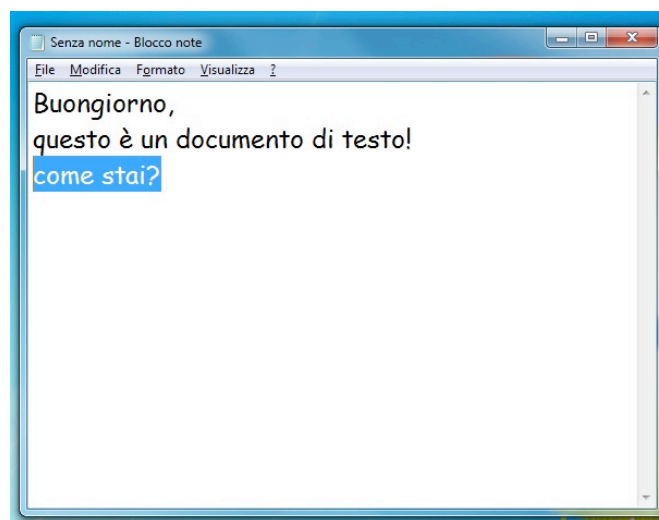 Senza nome - Blocco note
File Modifica Formato Visualizza ?
Buongiorno,
questo è un documento di testo!
come stai?